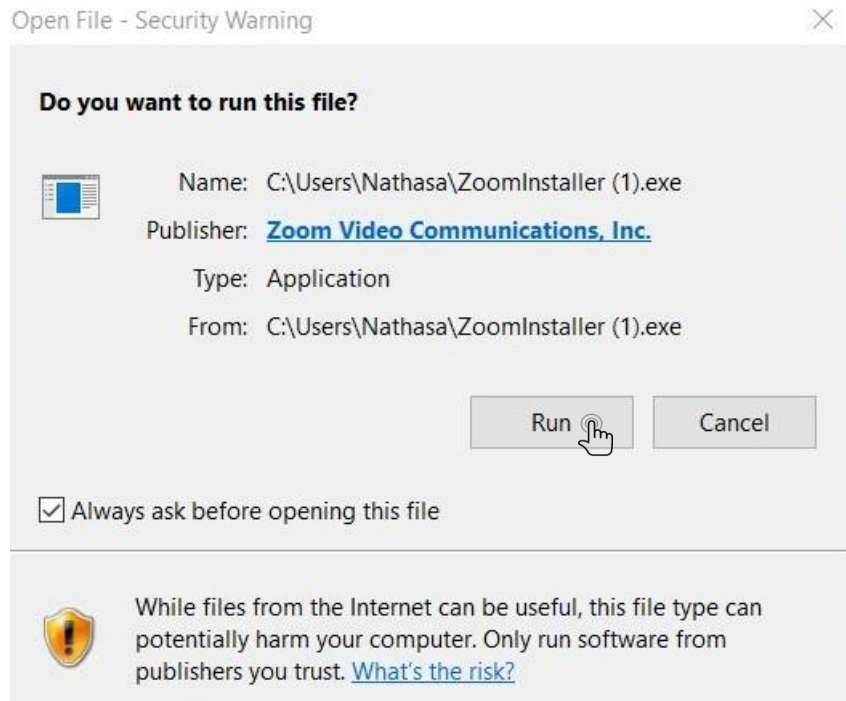 Open File - Security Warning
Do you want to run this file?
Name: C:\Users\Nathasa\ZoomInstaller (1).exe
Publisher: Zoom Video Communications, Inc.
Type: Application
From: C:\Users\Nathasa\ZoomInstaller (1).exe
Run Cancel
Always ask before opening this file
While files from the Internet can be useful, this file type can
potentially harm your computer. Only run software from
publishers you trust. What's the risk?